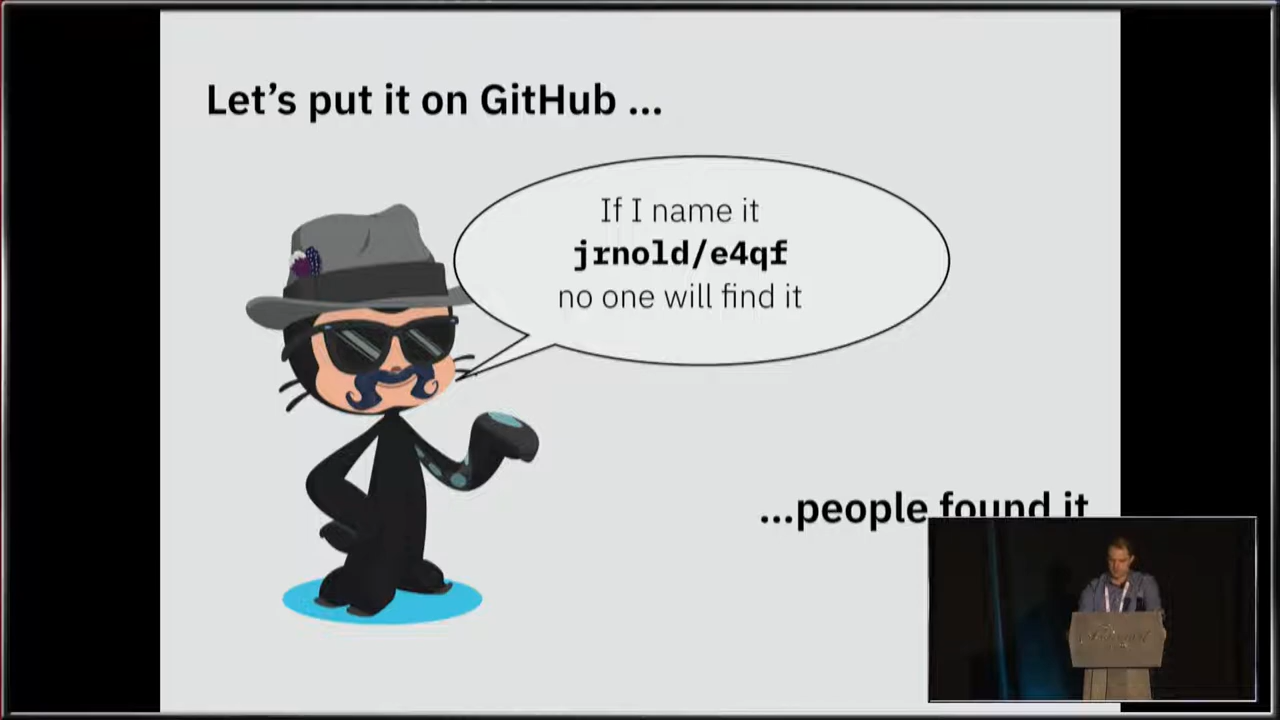 Let’s put it on GitHub ...
If I name it
jrnold/e4qf
no one will find it
...people found it